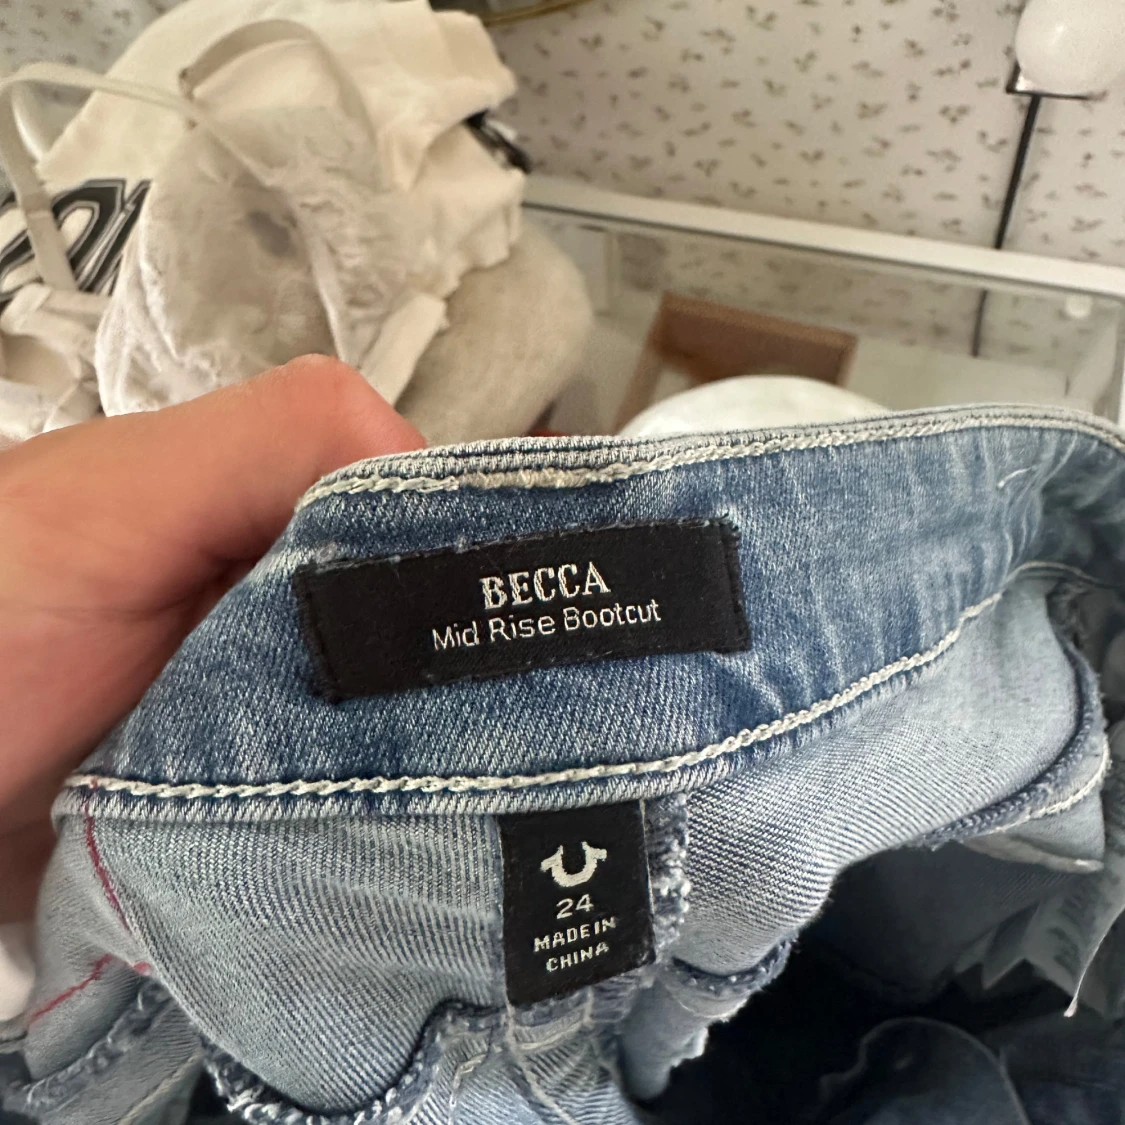 BECCA
Mid Rise Bootcut
24
MADE IN
CHINA